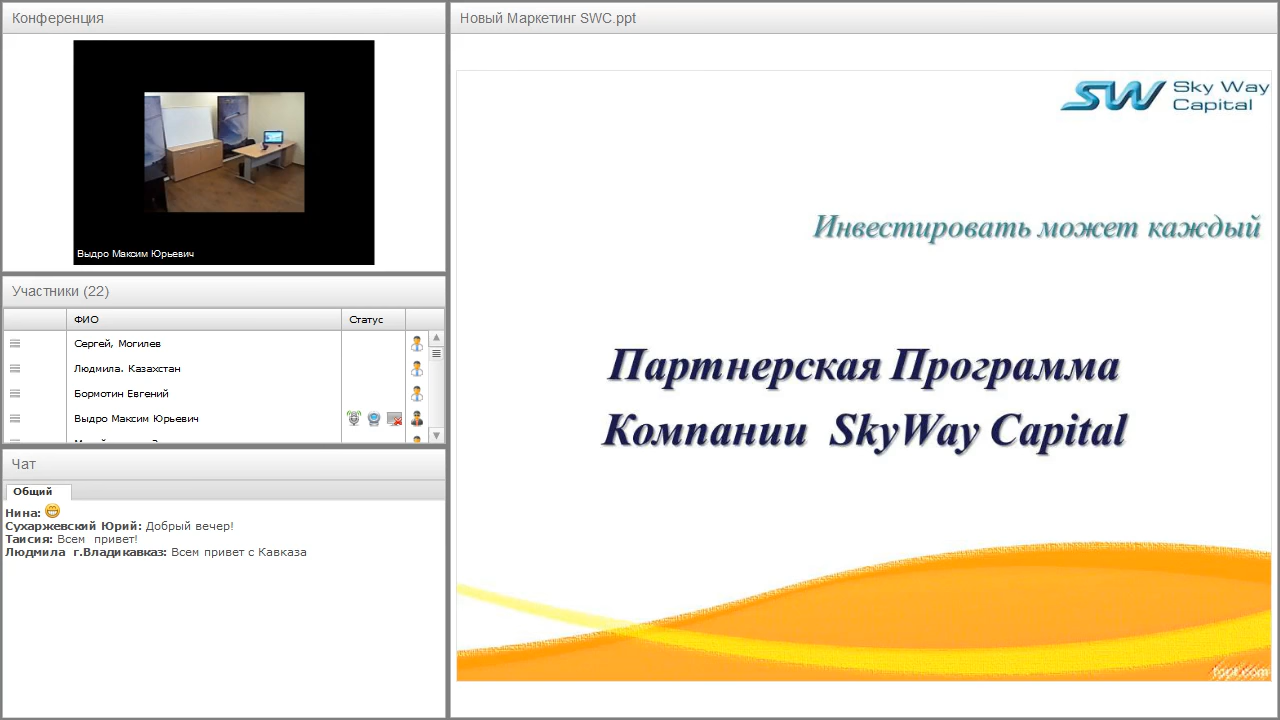 Конференция
Выдро Максим Юрьевич
Участники (22)
ФИО
Статус
Сергей, Могилев
Людмила. Казахстан
Бормотин Евгений
Выдро Максим Юрьевич
Чат
Общий
Нина:
Сухаржевский Юрий: Добрый вечер!
Таисия: Всем привет!
Людмила г.Владикавказ: Всем привет с Кавказа
Новый Маркетинг SWC.ppt
SW Sky Way
Capital
Инвестировать может каждый
Партнерская Программа
Компании SkyWay Capital